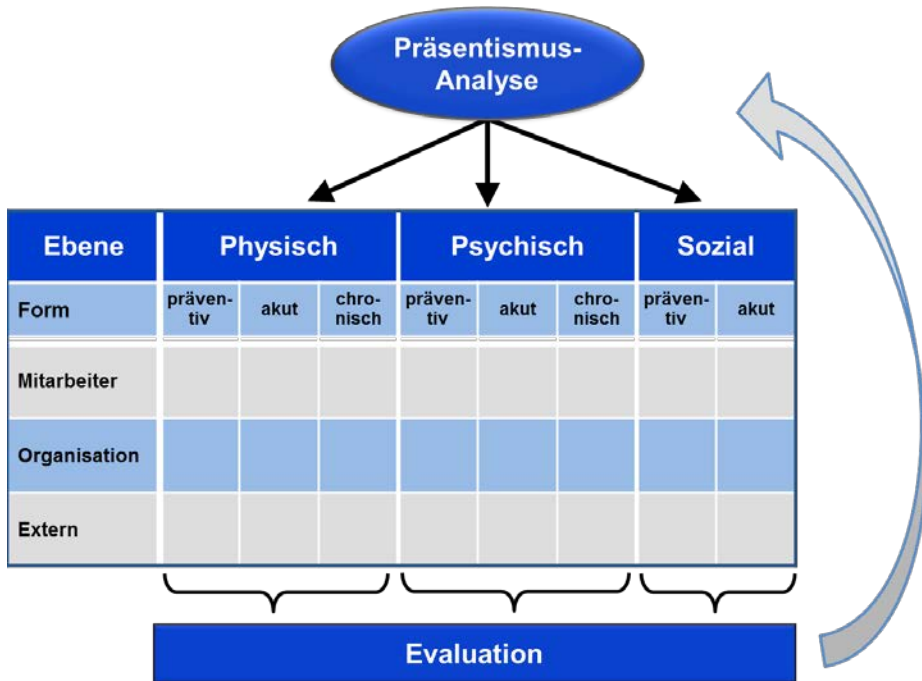 Präsentismus-
Analyse
Ebene Physisch Psychisch Sozial
Form präven-
tiv akut chro-
nisch präven-
tiv akut chro-
nisch präven-
tiv akut
Mitarbeiter
Organisation
Extern
Evaluation